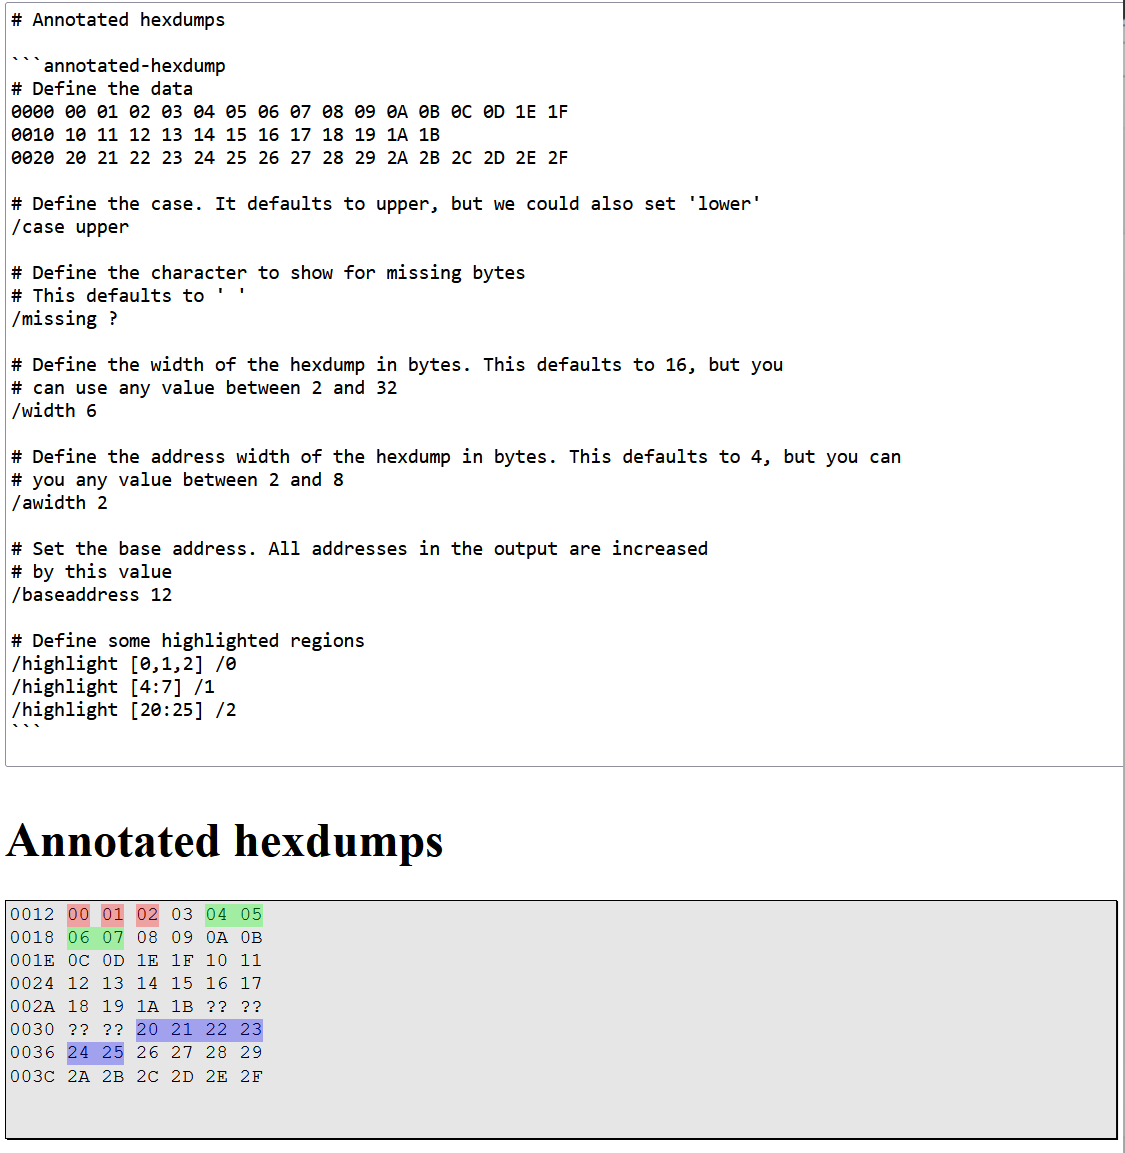 # Annotated hexdumps
```annotated-hexdump
# Define the data
0000 00 01 02 03 04 05 06 07 08 09 0A 0B 0C 0D 1E 1F
0010 10 11 12 13 14 15 16 17 18 19 1A 1B
0020 20 21 22 23 24 25 26 27 28 29 2A 2B 2C 2D 2E 2F
# Define the case. It defaults to upper, but we could also set 'lower'
/case upper
# Define the character to show for missing bytes
# This defaults to ' '
/missing ?
# Define the width of the hexdump in bytes. This defaults to 16, but you
# can use any value between 2 and 32
/width 6
# Define the address width of the hexdump in bytes. This defaults to 4, but you can
# you any value between 2 and 8
/awidth 2
# Set the base address. All addresses in the output are increased
# by this value
/baseaddress 12
# Define some highlighted regions
/highlight [0,1,2] /0
/highlight [4:7] /1
/highlight [20:25] /2
```
Annotated hexdumps
0012 00 01 02 03 04 05
0018 06 07 08 09 0A 0B
001E 0C 0D 1E 1F 10 11
0024 12 13 14 15 16 17
002A 18 19 1A 1B ?? ??
0030 ?? ?? 20 21 22 23
0036 24 25 26 27 28 29
003C 2A 2B 2C 2D 2E 2F